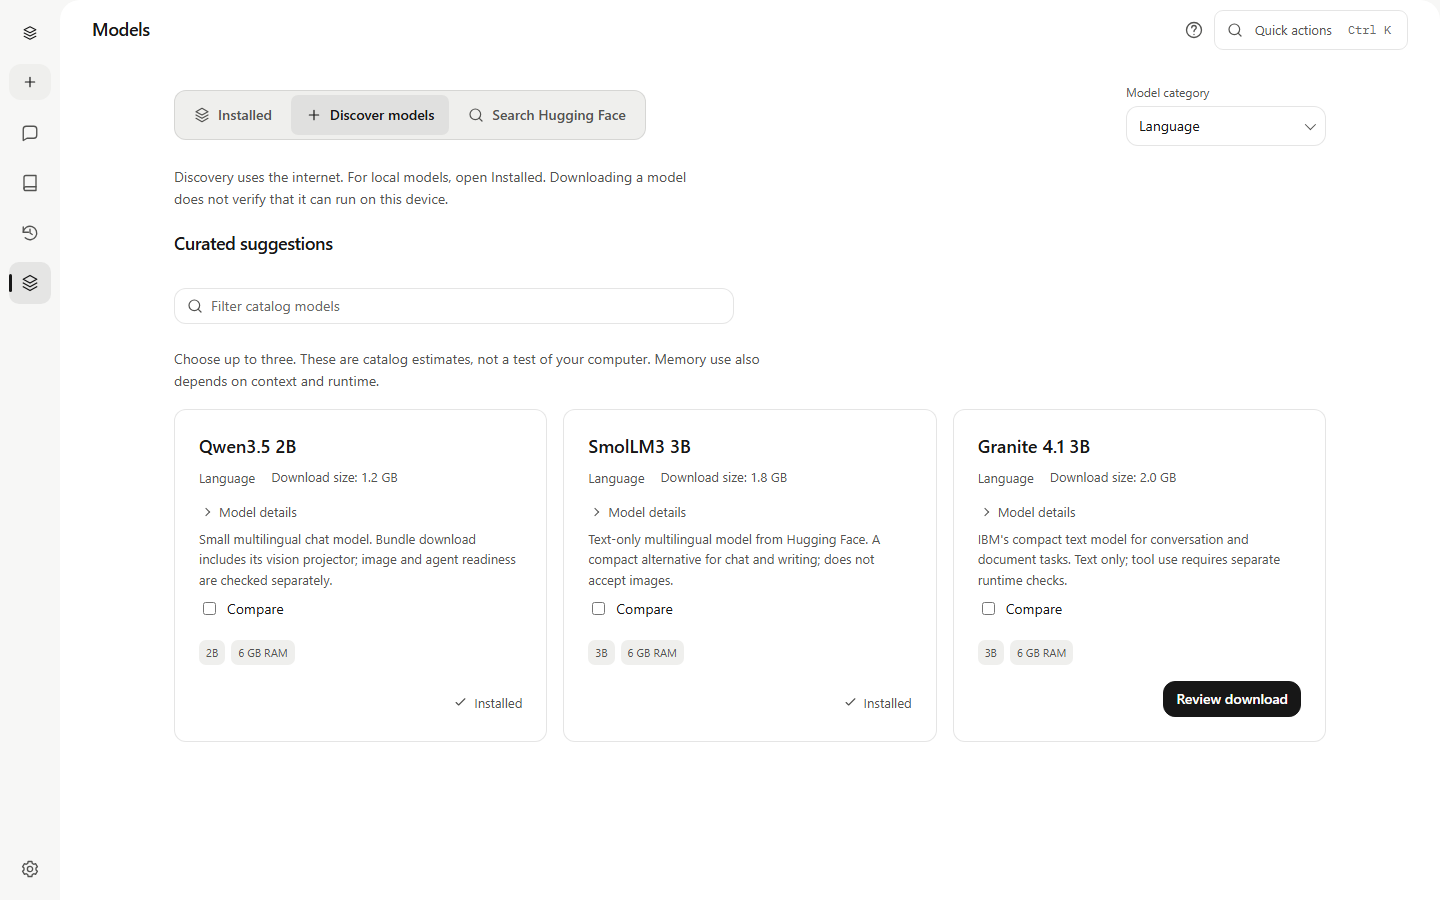 Models
Quick actions Ctrl K
Installed
Discover models
Search Hugging Face
Model category
Language
Discovery uses the internet. For local models, open Installed. Downloading a model
does not verify that it can run on this device.
Curated suggestions
Filter catalog models
Choose up to three. These are catalog estimates, not a test of your computer. Memory use also
depends on context and runtime.
Qwen3.5 2B
Language Download size: 1.2 GB
Model details
Small multilingual chat model. Bundle download
includes its vision projector; image and agent readiness
are checked separately.
Compare
2B 6 GB RAM
Installed
SmolLM3 3B
Language Download size: 1.8 GB
Model details
Text-only multilingual model from Hugging Face. A
compact alternative for chat and writing; does not
accept images.
Compare
3B 6 GB RAM
Installed
Granite 4.1 3B
Language Download size: 2.0 GB
Model details
IBM's compact text model for conversation and
document tasks. Text only; tool use requires separate
runtime checks.
Compare
3B 6 GB RAM
Review download